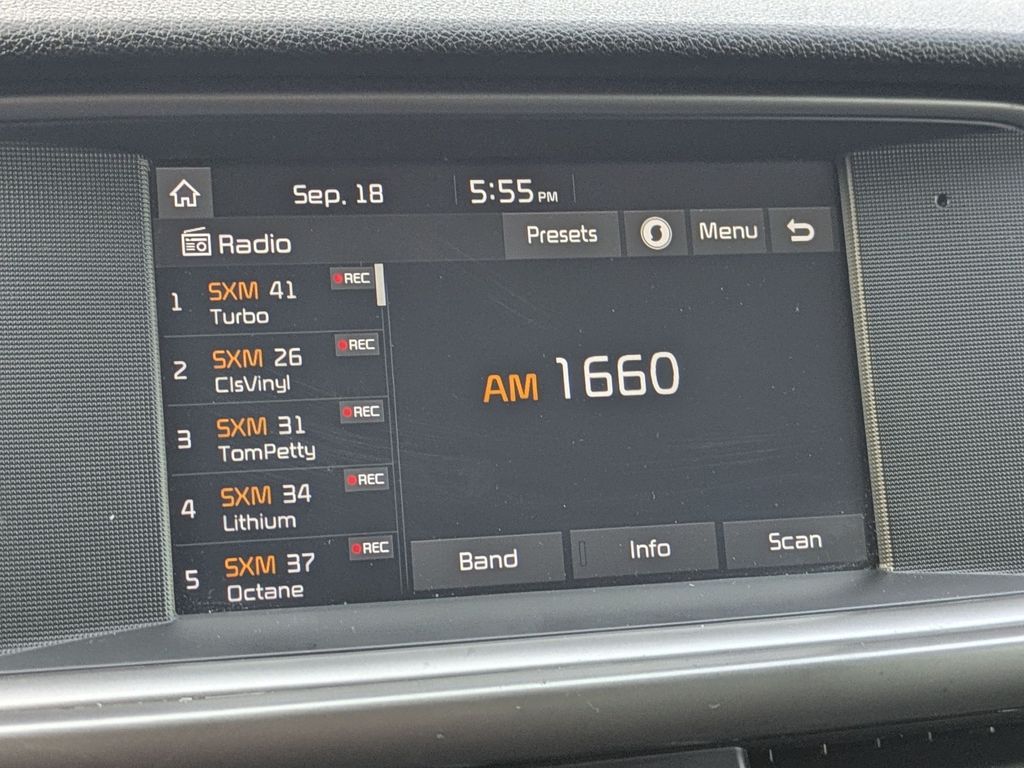 Sep. 18
5:55 PM
Radio
Presets
Menu
1 SXM 41 REC
Turbo
2 SXM 26 REC
ClsVinyl
3 SXM 31 REC
TomPetty
4 SXM 34 REC
Lithium
5 SXM 37 REC
Octane
AM 1660
Band
Info
Scan